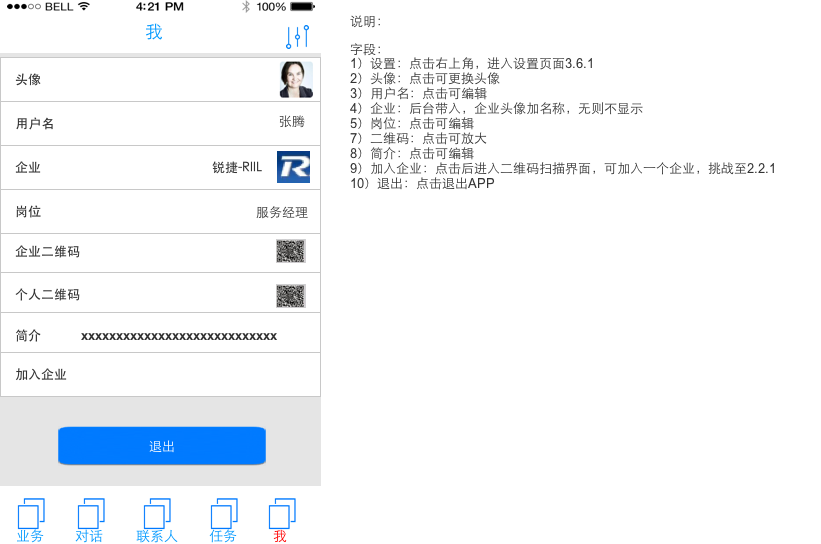 BELL 4:21 PM 100%
我
头像
用户名 张腾
企业 锐捷-RIIL
岗位 服务经理
企业二维码
个人二维码
简介 xxxxxxxxxxxxxxxxxxxxxxxxxxxx
加入企业
退出
业务 对话 联系人 任务 我
说明：
字段：
1）设置：点击右上角，进入设置页面3.6.1
2）头像：点击可更换头像
3）用户名：点击可编辑
4）企业：后台带入，企业头像加名称，无则不显示
5）岗位：点击可编辑
7）二维码：点击可放大
8）简介：点击可编辑
9）加入企业：点击后进入二维码扫描界面，可加入一个企业，挑战至2.2.1
10）退出：点击退出APP